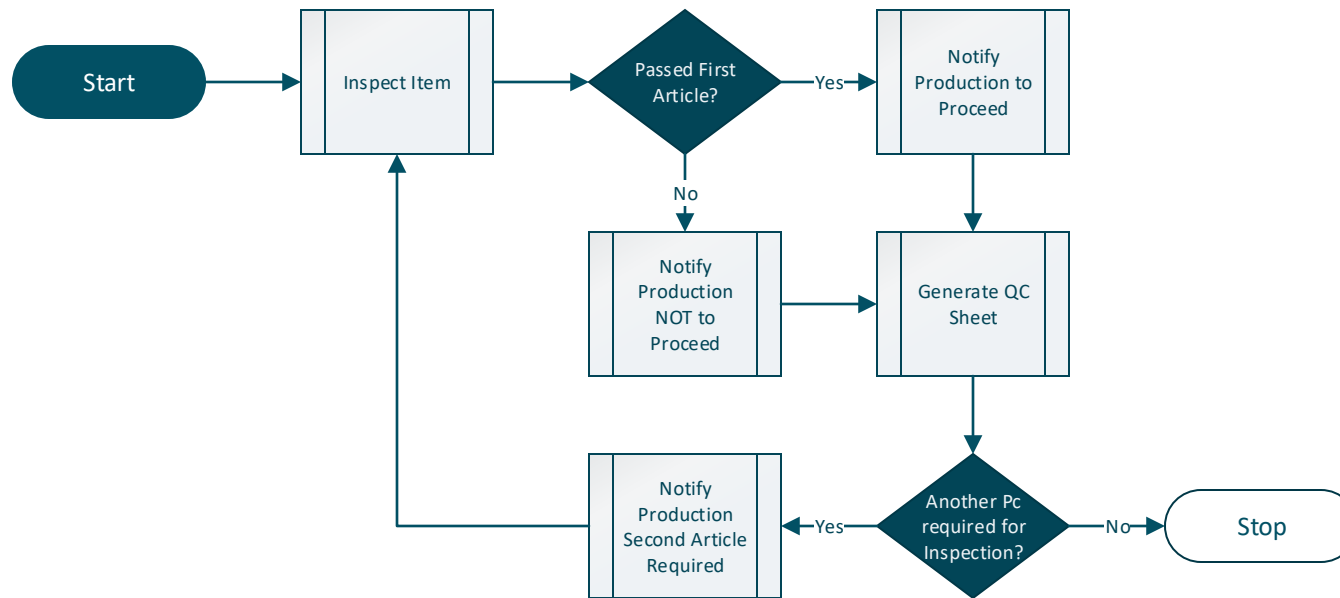 Start
Inspect Item
Passed First
Article?
Yes
Notify
Production to
Proceed
No
Notify
Production
NOT to
Proceed
Generate QC
Sheet
Notify
Production
Second Article
Required
Yes
Another Pc
required for
Inspection?
No
Stop